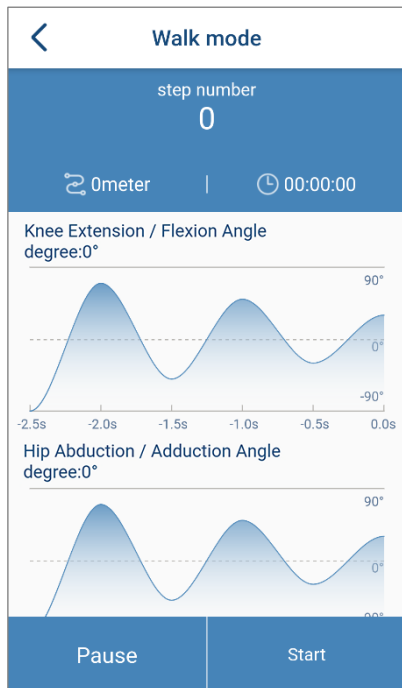 Walk mode
step number
0
0meter | 00:00:00
Knee Extension / Flexion Angle
degree:0°
90°
0°
-90°
-2.5s -2.0s -1.5s -1.0s -0.5s 0.0s
Hip Abduction / Adduction Angle
degree:0°
90°
0°
Pause Start